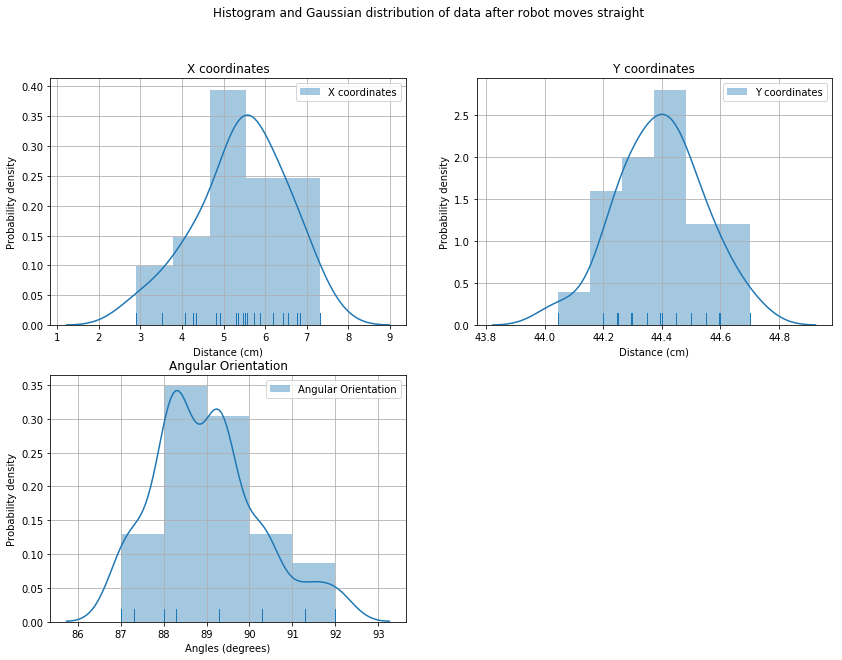 Histogram and Gaussian distribution of data after robot moves straight
X coordinates
X coordinates
Probability density
0.40
0.35
0.30
0.25
0.20
0.15
0.10
0.05
0.00
1 2 3 4 5 6 7 8 9
Distance (cm)
Y coordinates
Y coordinates
Probability density
2.5
2.0
1.5
1.0
0.5
0.0
43.8 44.0 44.2 44.4 44.6 44.8
Distance (cm)
Angular Orientation
Angular Orientation
Probability density
0.35
0.30
0.25
0.20
0.15
0.10
0.05
0.00
86 87 88 89 90 91 92 93
Angles (degrees)